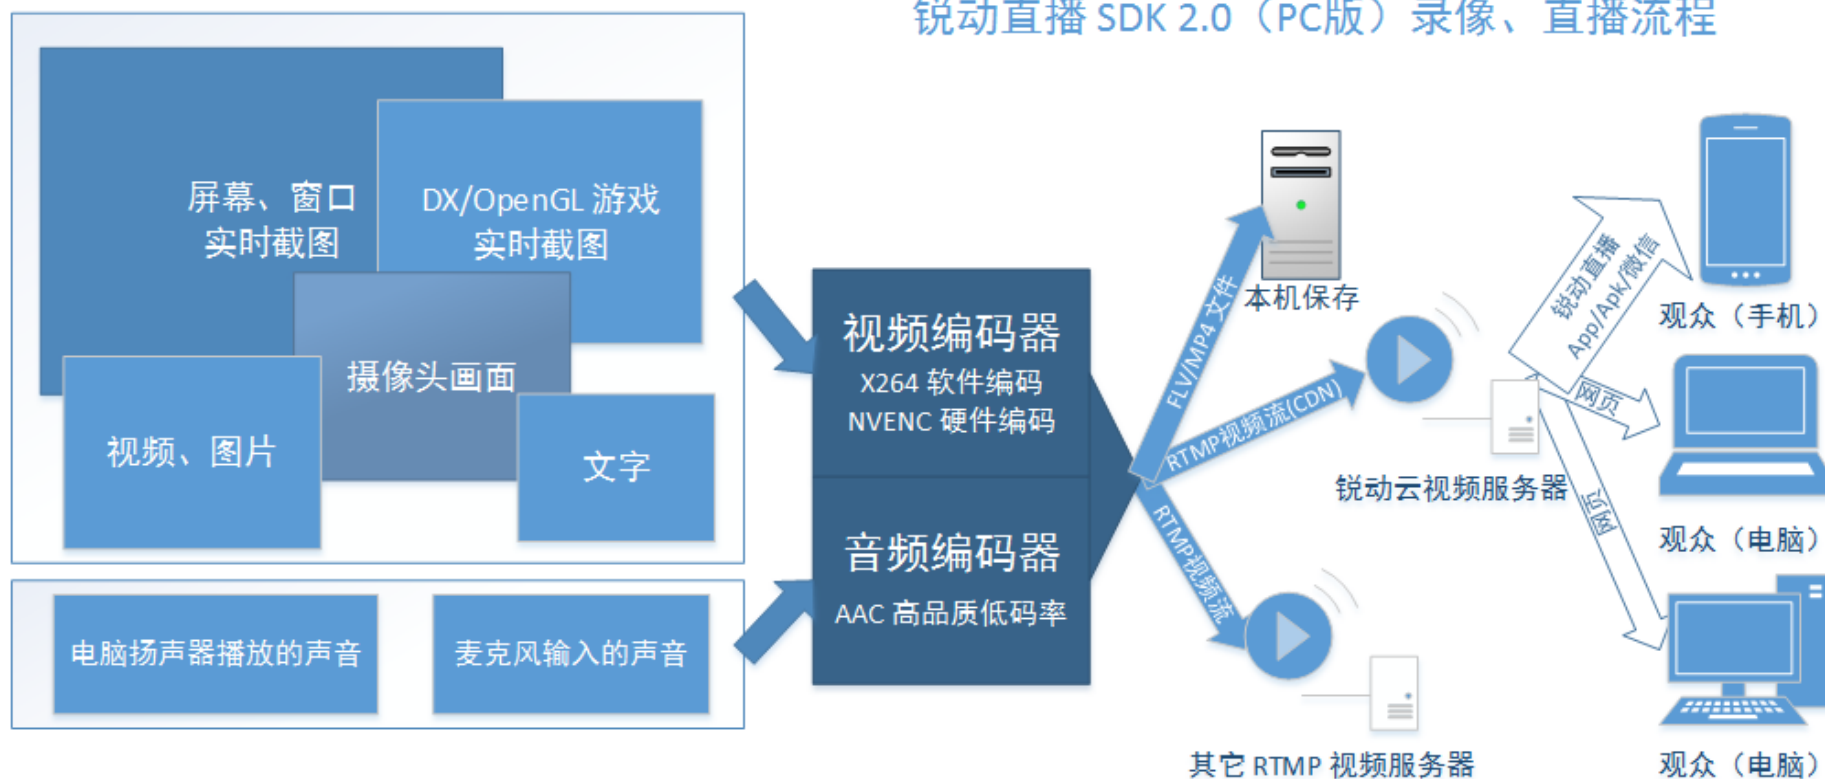 锐动直播 SDK 2.0（PC版）录像、直播流程
屏幕、窗口
实时截图
DX/OpenGL 游戏
实时截图
摄像头画面
视频、图片
文字
电脑扬声器播放的声音
麦克风输入的声音
视频编码器
X264 软件编码
NVENC 硬件编码
音频编码器
AAC 高品质低码率
FLV/MP4 文件
RTMP视频流(CDN)
RTMP视频流
本机保存
锐动云视频服务器
其它 RTMP 视频服务器
锐动直播
App/Apk/微信
网页
网页
观众（手机）
观众（电脑）
观众（电脑）